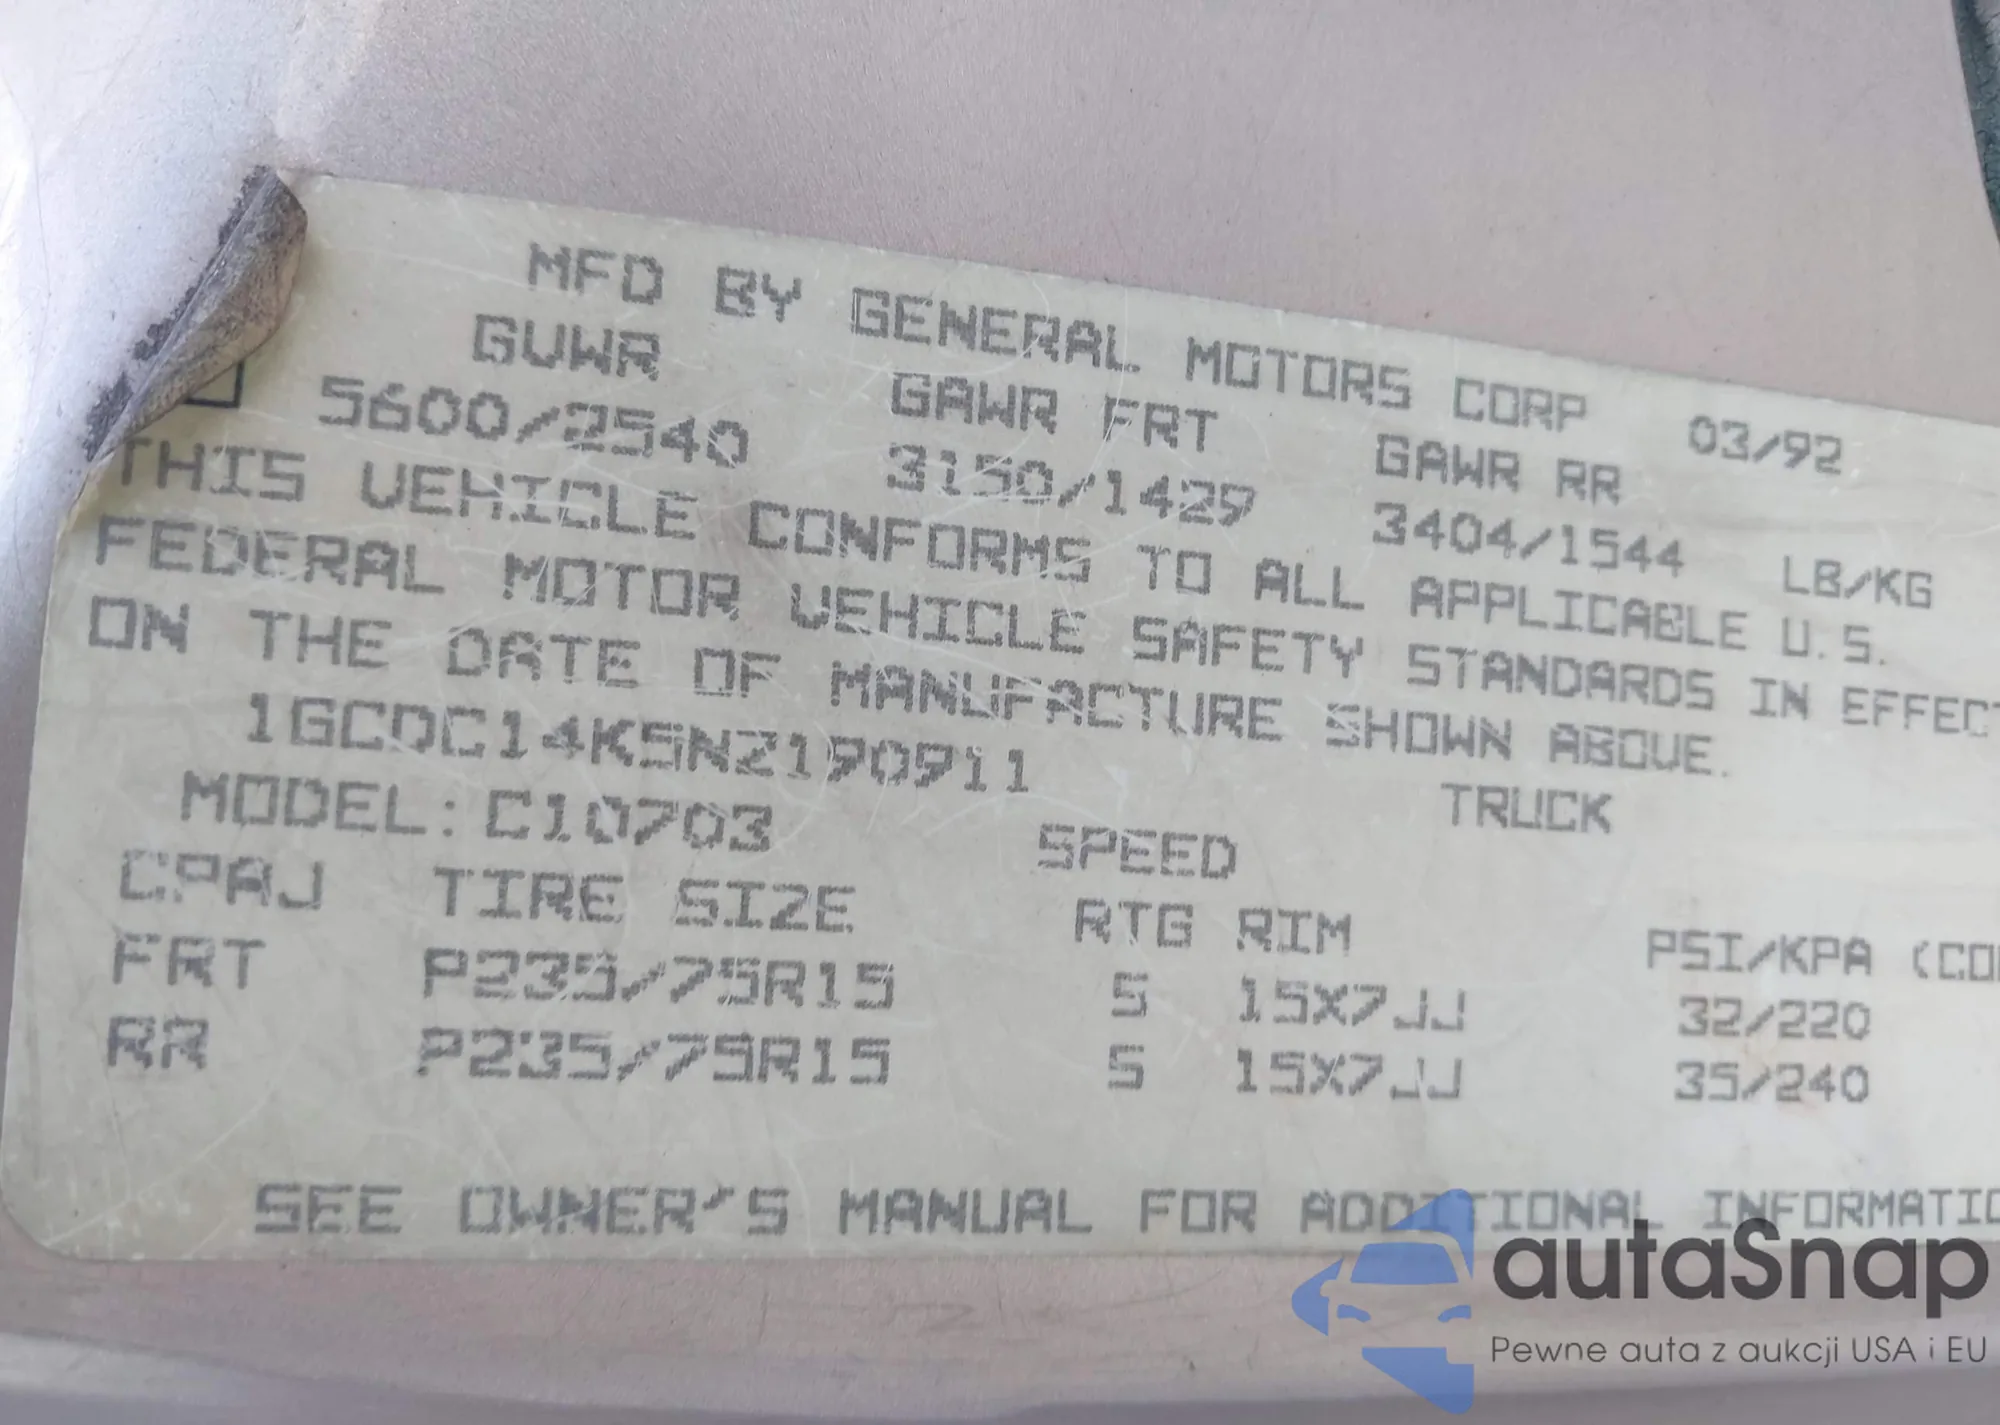 MFD BY GENERAL MOTORS CORP 03/92
GVWR GAWR FRT GAWR RR
5600/2540 3150/1429 3404/1544 LB/KG
THIS VEHICLE CONFORMS TO ALL APPLICABLE U.S.
FEDERAL MOTOR VEHICLE SAFETY STANDARDS IN EFFECT
ON THE DATE OF MANUFACTURE SHOWN ABOVE.
1GCDC14K5NZ190911 TRUCK
MODEL: C10703 SPEED
CPAJ TIRE SIZE RTG RIM PSI/KPA (CO
FRT P235/75R15 S 15X7JJ 32/220
RR P235/75R15 S 15X7JJ 35/240
SEE OWNER'S MANUAL FOR ADDITIONAL INFORMATIO
autaSnap
Pewne auta z aukcji USA i EU